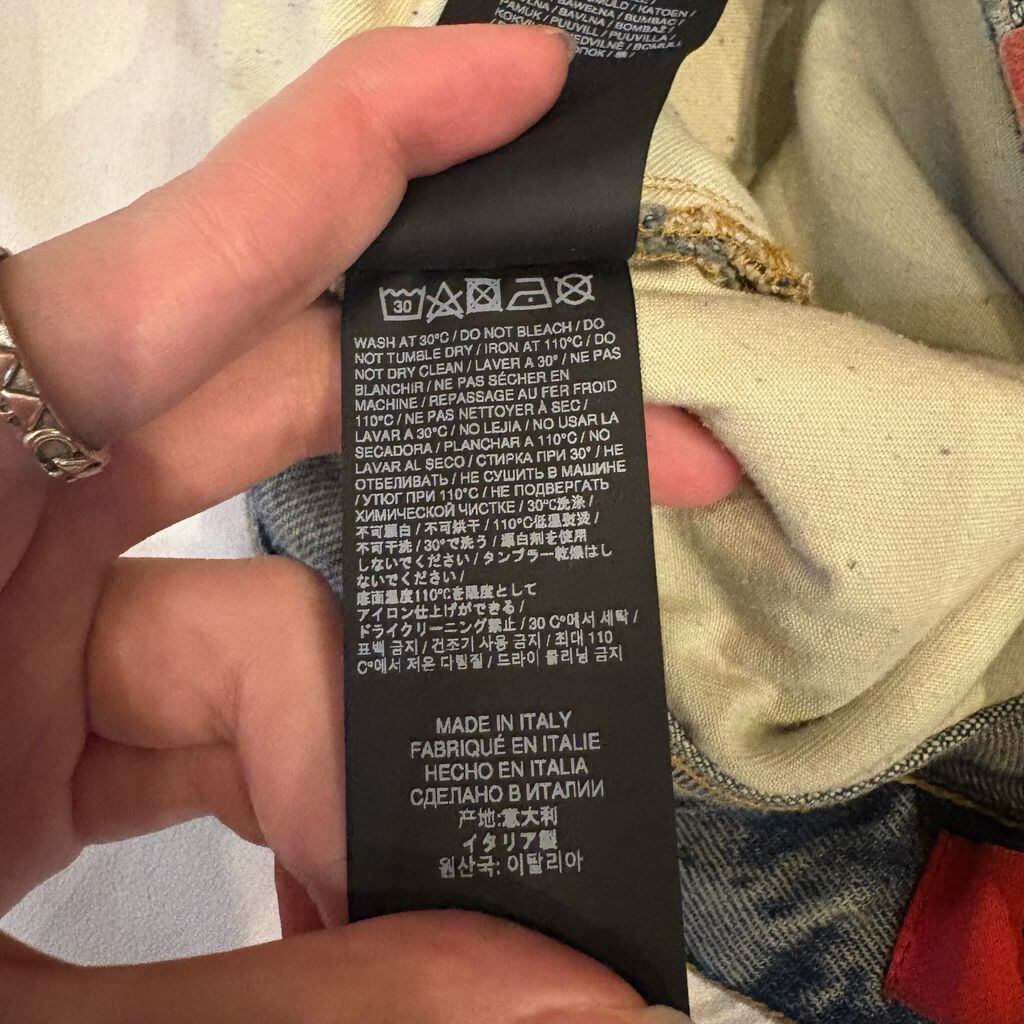 KATOEN /
BAWEŁNA / BUMBAC /
PAMUK / BAVLNA / BOMBAŽ /
PUUVILL / PUUVILLA /
BOMULL
30
WASH AT 30°C / DO NOT BLEACH / DO
NOT TUMBLE DRY / IRON AT 110°C / DO
NOT DRY CLEAN / LAVER A 30° / NE PAS
BLANCHIR / NE PAS SÉCHER EN
MACHINE / REPASSAGE AU FER FROID
110°C / NE PAS NETTOYER À SEC /
LAVAR A 30°C / NO LEJIA / NO USAR LA
SECADORA / PLANCHAR A 110°C / NO
LAVAR AL SECO / СТИРКА ПРИ 30° / НЕ
ОТБЕЛИВАТЬ / НЕ СУШИТЬ В МАШИНЕ
/ УТЮГ ПРИ 110°C / НЕ ПОДВЕРГАТЬ
ХИМИЧЕСКОЙ ЧИСТКЕ / 30°C洗涤 /
不可漂白 / 不可烘干 / 110°C低温熨烫 /
不可干洗 / 30°で洗う / 漂白剤を使用
しないでください / タンブラー乾燥はし
ないでください /
底面温度110°Cを限度として
アイロン仕上げができる /
ドライクリーニング禁止 / 30 C°에서 세탁 /
표백 금지 / 건조기 사용 금지 / 최대 110
C°에서 저온 다림질 / 드라이 클리닝 금지
MADE IN ITALY
FABRIQUÉ EN ITALIE
HECHO EN ITALIA
СДЕЛАНО В ИТАЛИИ
产地:意大利
イタリア製
원산국: 이탈리아